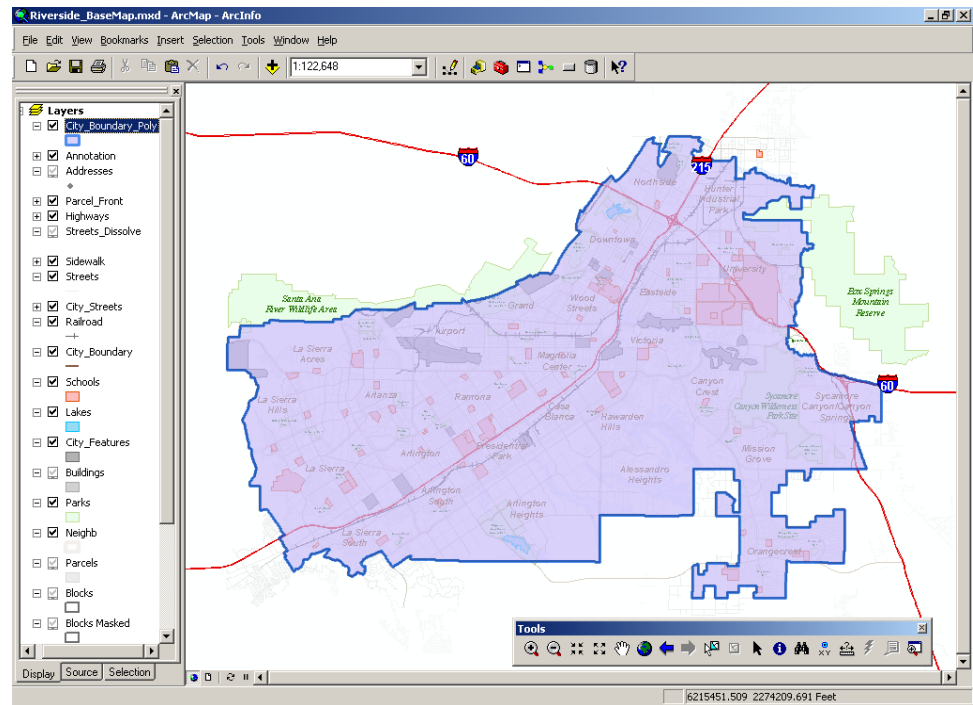 Riverside_BaseMap.mxd - ArcMap - ArcInfo
File Edit View Bookmarks Insert Selection Tools Window Help
1:122,648
Layers
City_Boundary_Poly
Annotation
Addresses
Parcel_Front
Highways
Streets_Dissolve
Sidewalk
Streets
City_Streets
Railroad
City_Boundary
Schools
Lakes
City_Features
Buildings
Parks
Neighb
Parcels
Blocks
Blocks Masked
Display Source Selection
60
215
Northside
Hunter
Industrial
Park
Downtown
University
Eastside
Box Springs
Mountain
Reserve
Santa Ana
River Wildlife Area
Grand
Wood
Streets
Airport
Victoria
La Sierra
Acres
Magnolia
Center
Canyon
Crest
60
La Sierra
Hills
Arlanza
Ramona
Casa
Blanca
Hawarden
Hills
Sycamore
Canyon Wilderness
Park Site
Sycamore
Canyon/Canyon
Springs
Arlington
Presidential
Park
Mission
Grove
La Sierra
Alessandro
Heights
Arlington
South
Arlington
Heights
La Sierra
South
Orangecrest
Tools
XY
6215451.509 2274209.691 Feet